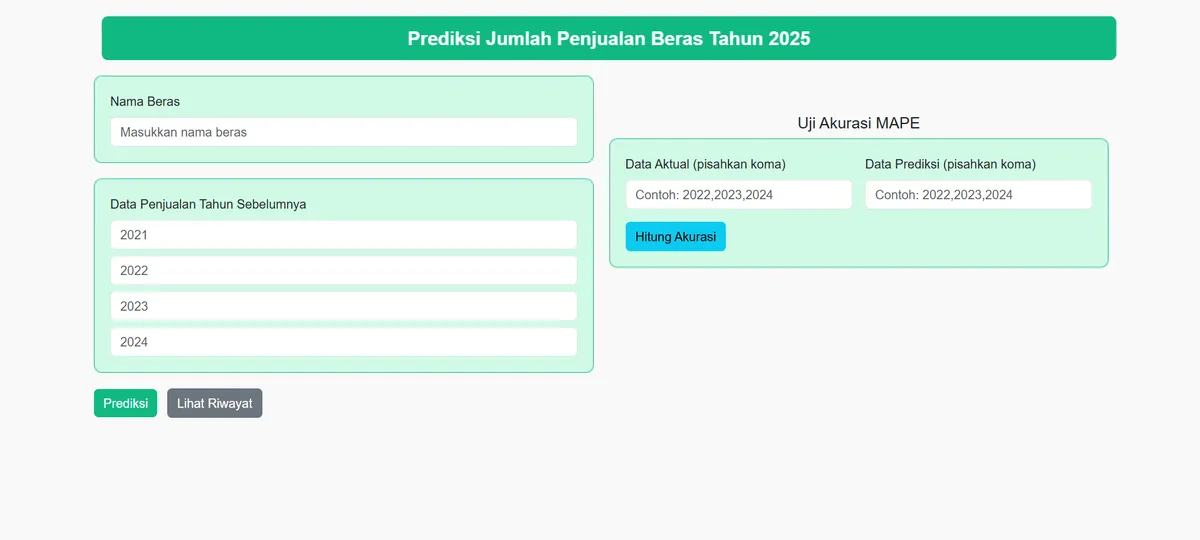 Prediksi Jumlah Penjualan Beras Tahun 2025
Nama Beras
Masukkan nama beras
Data Penjualan Tahun Sebelumnya
2021
2022
2023
2024
Prediksi
Lihat Riwayat
Uji Akurasi MAPE
Data Aktual (pisahkan koma)
Contoh: 2022,2023,2024
Data Prediksi (pisahkan koma)
Contoh: 2022,2023,2024
Hitung Akurasi